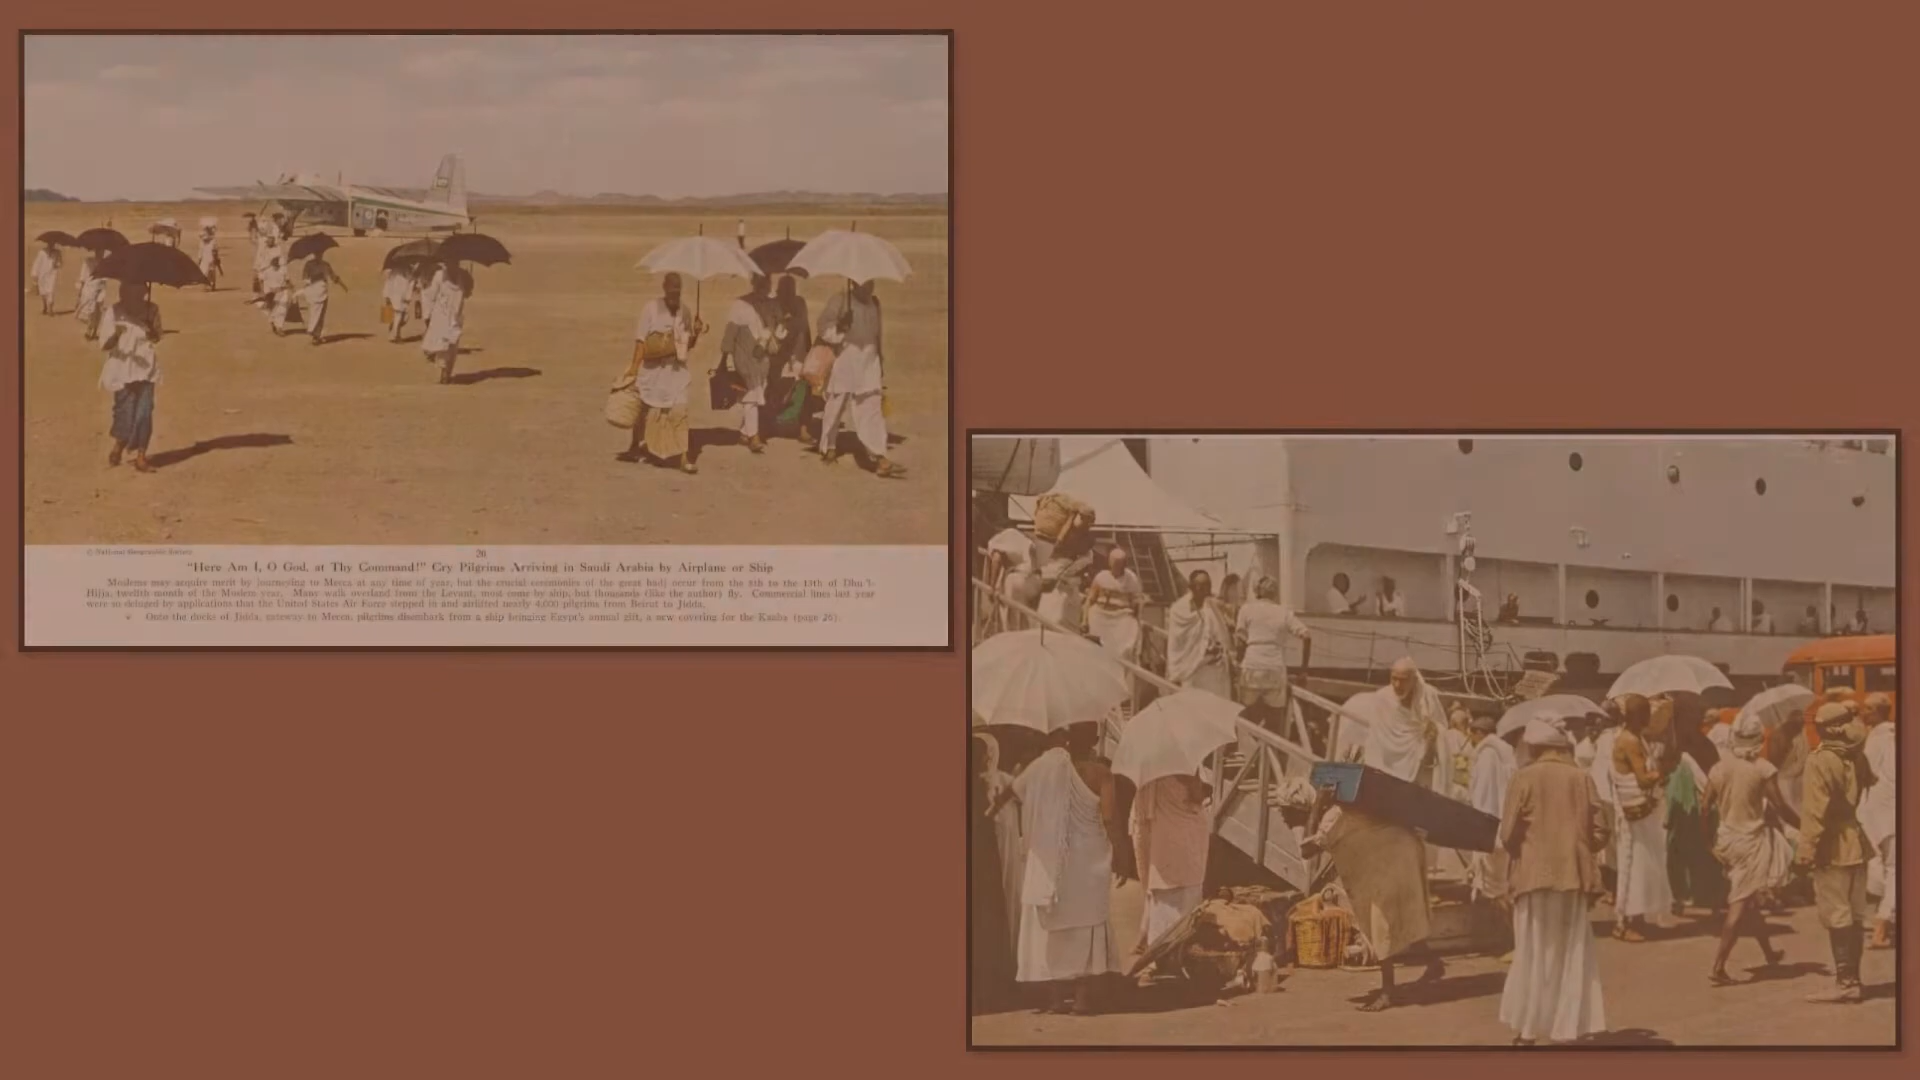 © National Geographic Society
20
"Here Am I, O God, at Thy Command!" Cry Pilgrims Arriving in Saudi Arabia by Airplane or Ship
Moslems may acquire merit by journeying to Mecca at any time of year, but the crucial ceremonies of the great hadj occur from the 8th to the 13th of Dhu 'l-
Hijja, twelfth month of the Moslem year. Many walk overland from the Levant, most come by ship, but thousands (like the author) fly. Commercial lines last year
were so deluged by applications that the United States Air Force stepped in and airlifted nearly 4,000 pilgrims from Beirut to Jidda.
Onto the docks of Jidda, gateway to Mecca, pilgrims disembark from a ship bringing Egypt's annual gift, a new covering for the Kaaba (page 26).